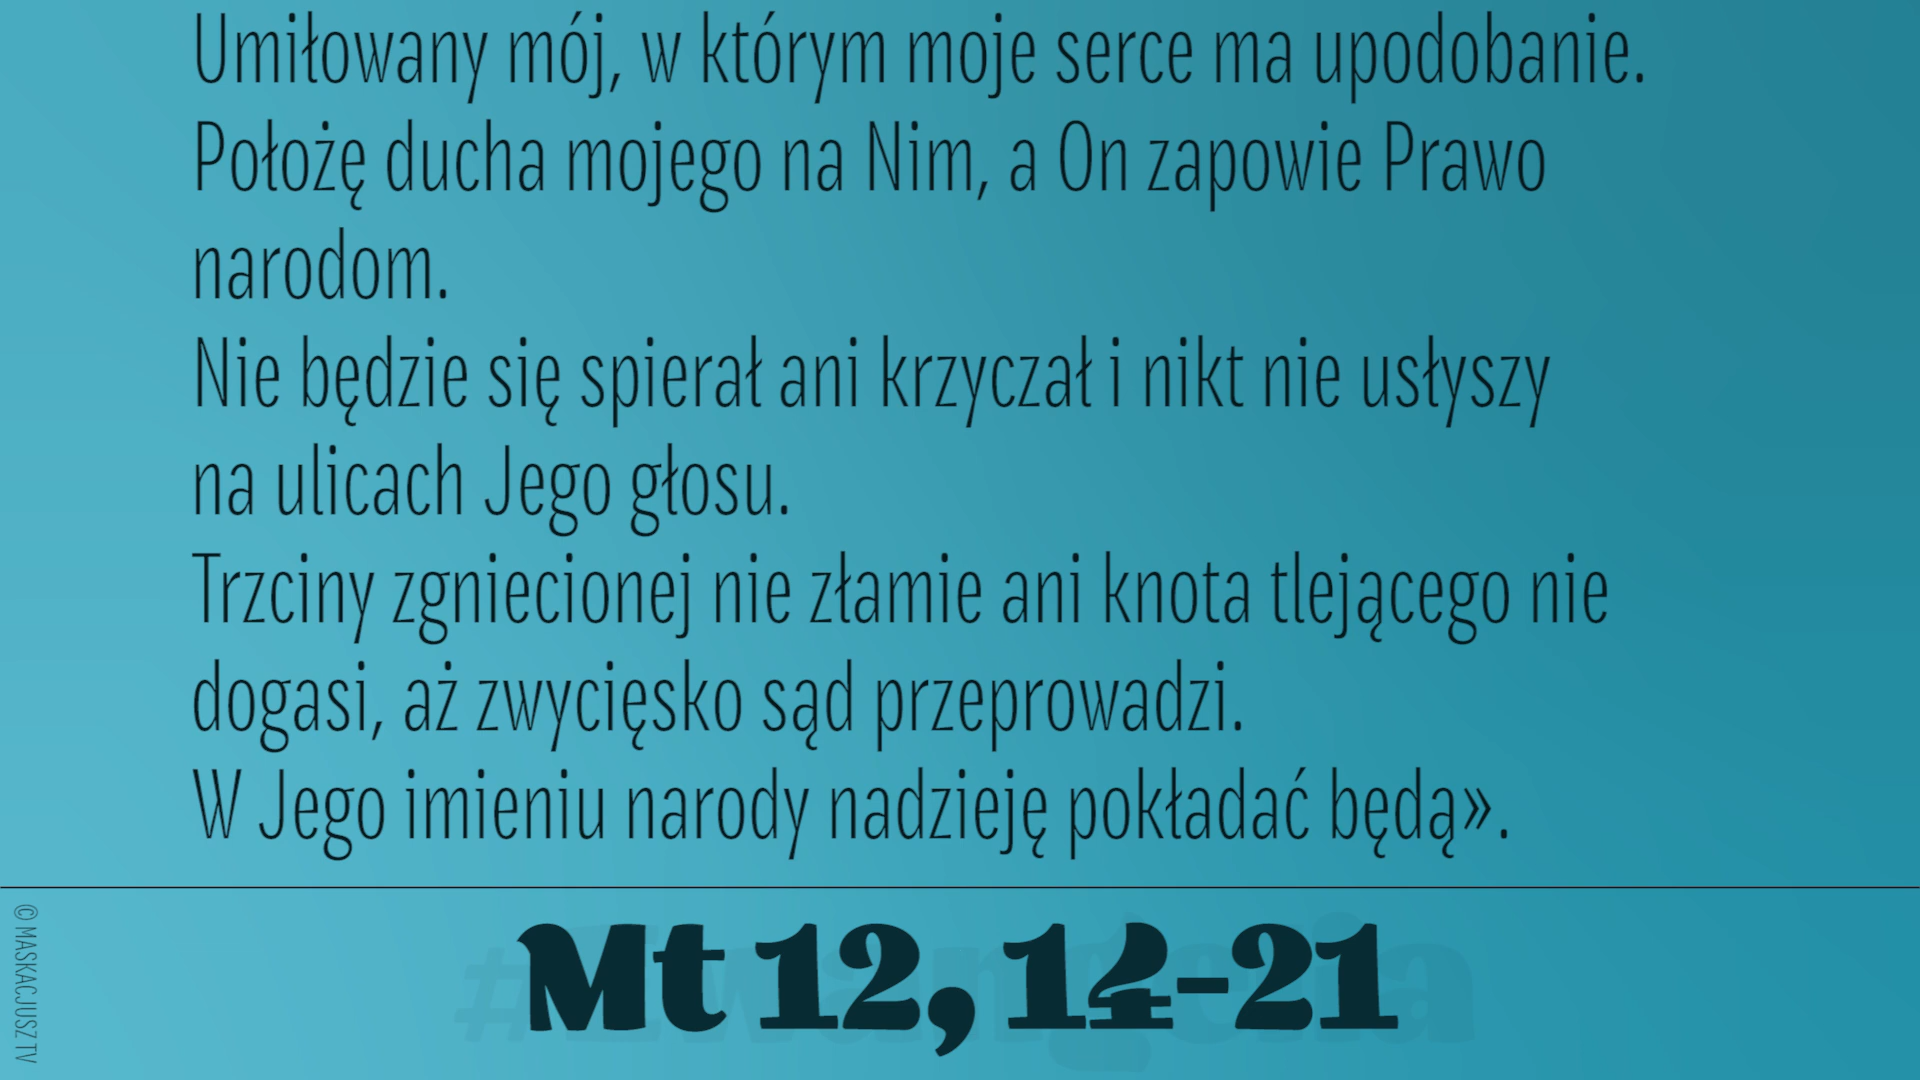 Umiłowany mój, w którym moje serce ma upodobanie.
Położę ducha mojego na Nim, a On zapowie Prawo
narodom.
Nie będzie się spierał ani krzyczał i nikt nie usłyszy
na ulicach Jego głosu.
Trzciny zgniecionej nie złamie ani knota tlejącego nie
dogasi, aż zwycięsko sąd przeprowadzi.
W Jego imieniu narody nadzieję pokładać będą».
#Ewangelia
Mt 12, 14-21
© MASKACJUSZ TV